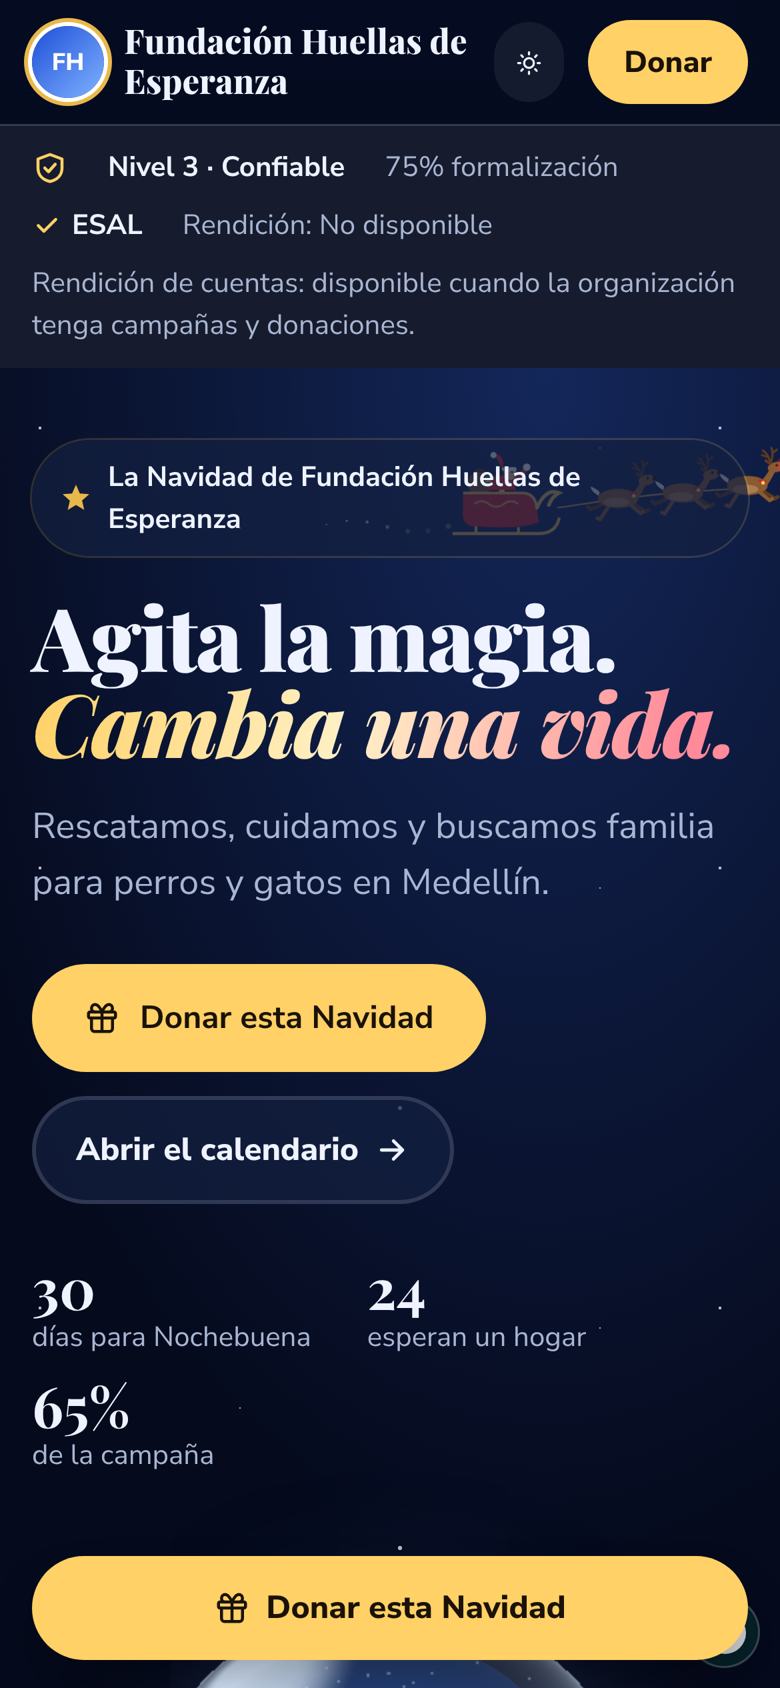 FH
Fundación Huellas de
Esperanza
Donar
Nivel 3 · Confiable 75% formalización
ESAL Rendición: No disponible
Rendición de cuentas: disponible cuando la organización
tenga campañas y donaciones.
La Navidad de Fundación Huellas de
Esperanza
Agita la magia.
Cambia una vida.
Rescatamos, cuidamos y buscamos familia
para perros y gatos en Medellín.
Donar esta Navidad
Abrir el calendario
30 24
días para Nochebuena esperan un hogar
65%
de la campaña
Donar esta Navidad